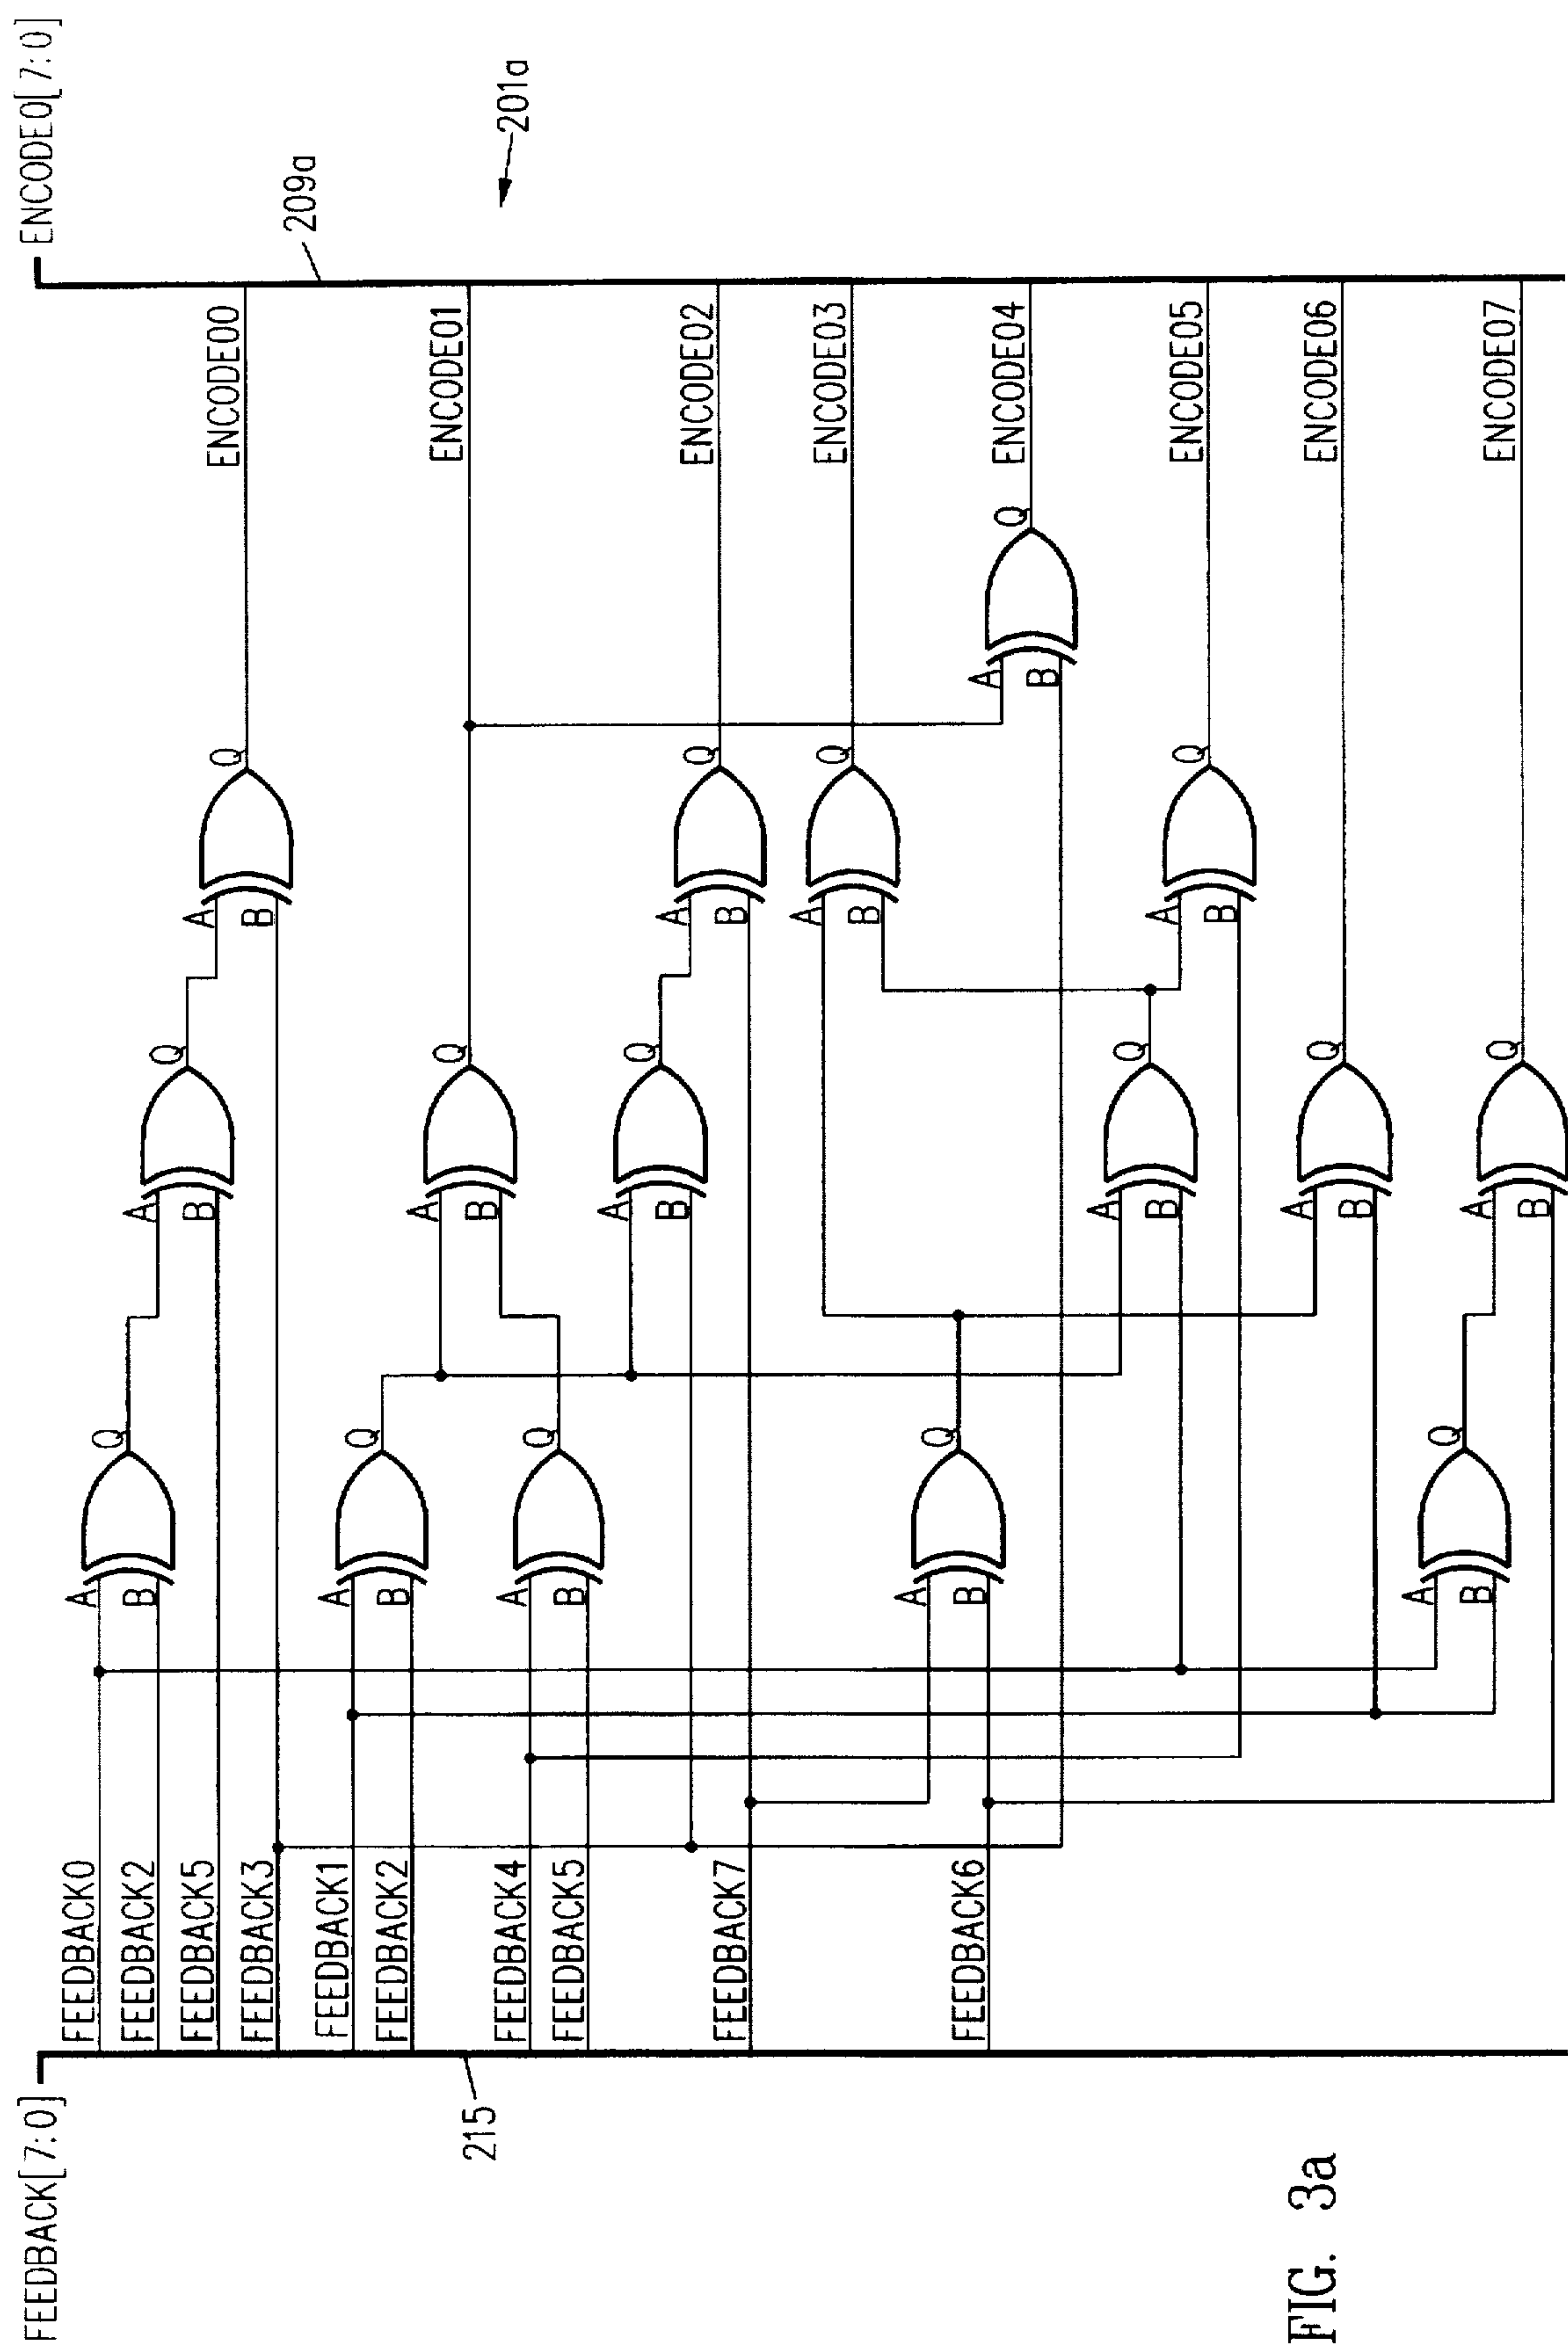 FEEDBACK[7:0]
ENCODE0[7:0]
215
209a
201a
FEEDBACK0
FEEDBACK2
FEEDBACK5
FEEDBACK3
FEEDBACK1
FEEDBACK2
FEEDBACK4
FEEDBACK5
FEEDBACK7
FEEDBACK6
A
B
Q
A
B
Q
A
B
Q
A
B
Q
A
B
Q
A
B
Q
A
B
Q
A
B
Q
A
B
Q
A
B
Q
A
B
Q
A
B
Q
A
B
Q
A
B
Q
A
B
Q
ENCODE00
ENCODE01
ENCODE02
ENCODE03
ENCODE04
ENCODE05
ENCODE06
ENCODE07
FIG. 3a